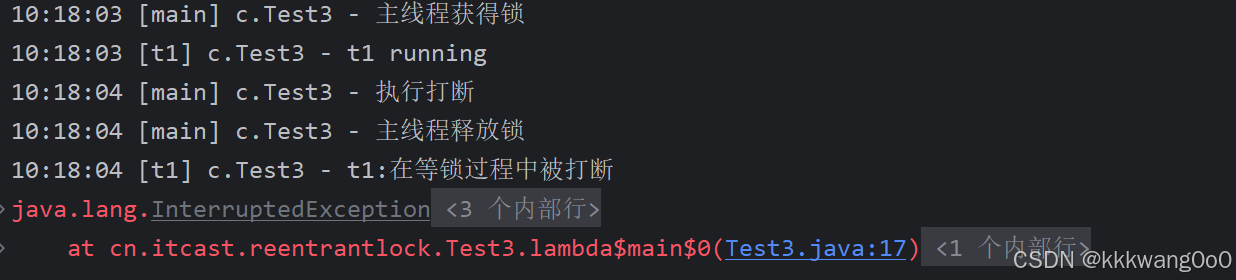 10:18:03 [main] c.Test3 - 主线程获得锁
10:18:03 [t1] c.Test3 - t1 running
10:18:04 [main] c.Test3 - 执行打断
10:18:04 [main] c.Test3 - 主线程释放锁
10:18:04 [t1] c.Test3 - t1:在等锁过程中被打断
java.lang.InterruptedException <3 个内部行>
at cn.itcast.reentrantlock.Test3.lambda$main$0(Test3.java:17) <1 个内部行>
CSDN @kkkwang0o0